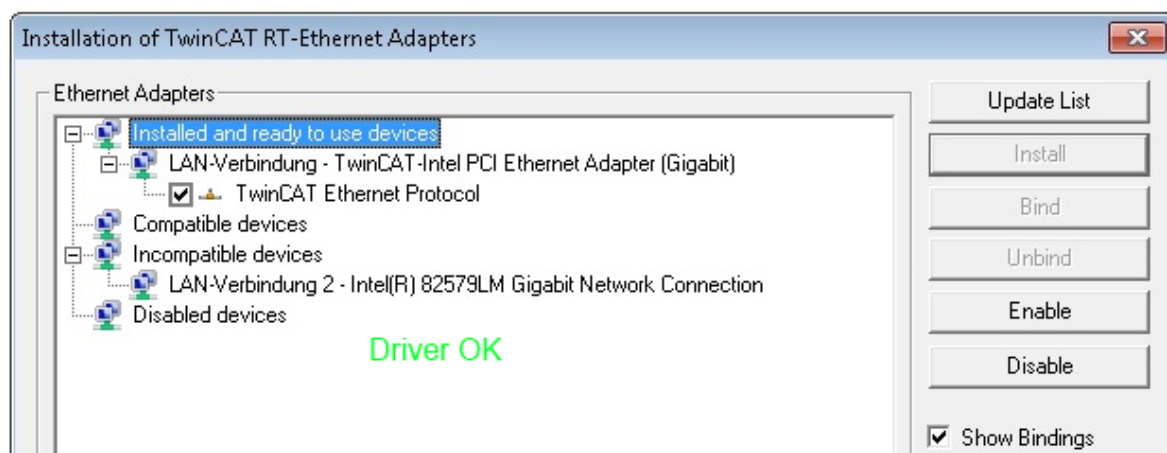 Installation of TwinCAT RT-Ethernet Adapters
Ethernet Adapters
Installed and ready to use devices
LAN-Verbindung - TwinCAT-Intel PCI Ethernet Adapter (Gigabit)
TwinCAT Ethernet Protocol
Compatible devices
Incompatible devices
LAN-Verbindung 2 - Intel(R) 82579LM Gigabit Network Connection
Disabled devices
Driver OK
Update List
Install
Bind
Unbind
Enable
Disable
Show Bindings